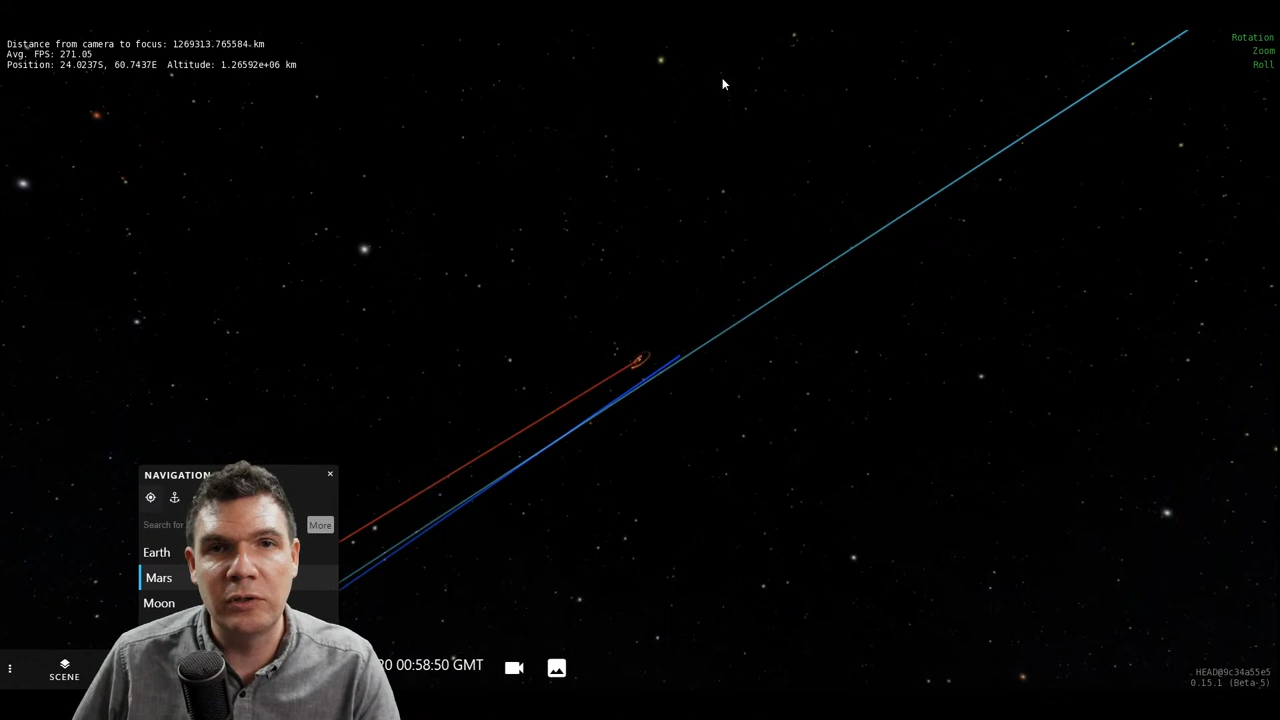 Distance from camera to focus: 1269313.765584 km
Avg. FPS: 271.05
Position: 24.0237S, 60.7437E Altitude: 1.26592e+06 km
Rotation
Zoom
Roll
NAVIGATION
Search for
More
Earth
Mars
Moon
SCENE
20 00:58:50 GMT
HEAD@9c34a55e5
0.15.1 (Beta-5)